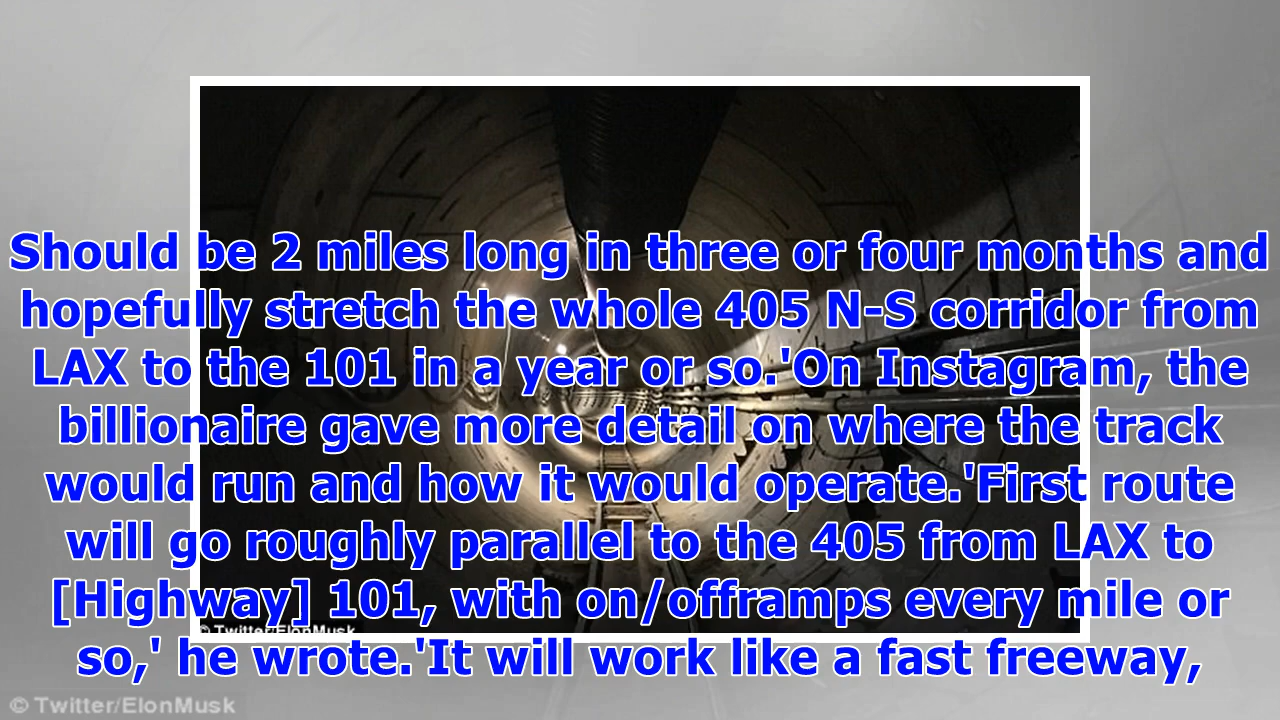 Should be 2 miles long in three or four months and
hopefully stretch the whole 405 N-S corridor from
LAX to the 101 in a year or so.'On Instagram, the
billionaire gave more detail on where the track
would run and how it would operate.'First route
will go roughly parallel to the 405 from LAX to
[Highway] 101, with on/offramps every mile or
© Twitter/ElonMusk
so,' he wrote.'It will work like a fast freeway,
© Twitter/ElonMusk